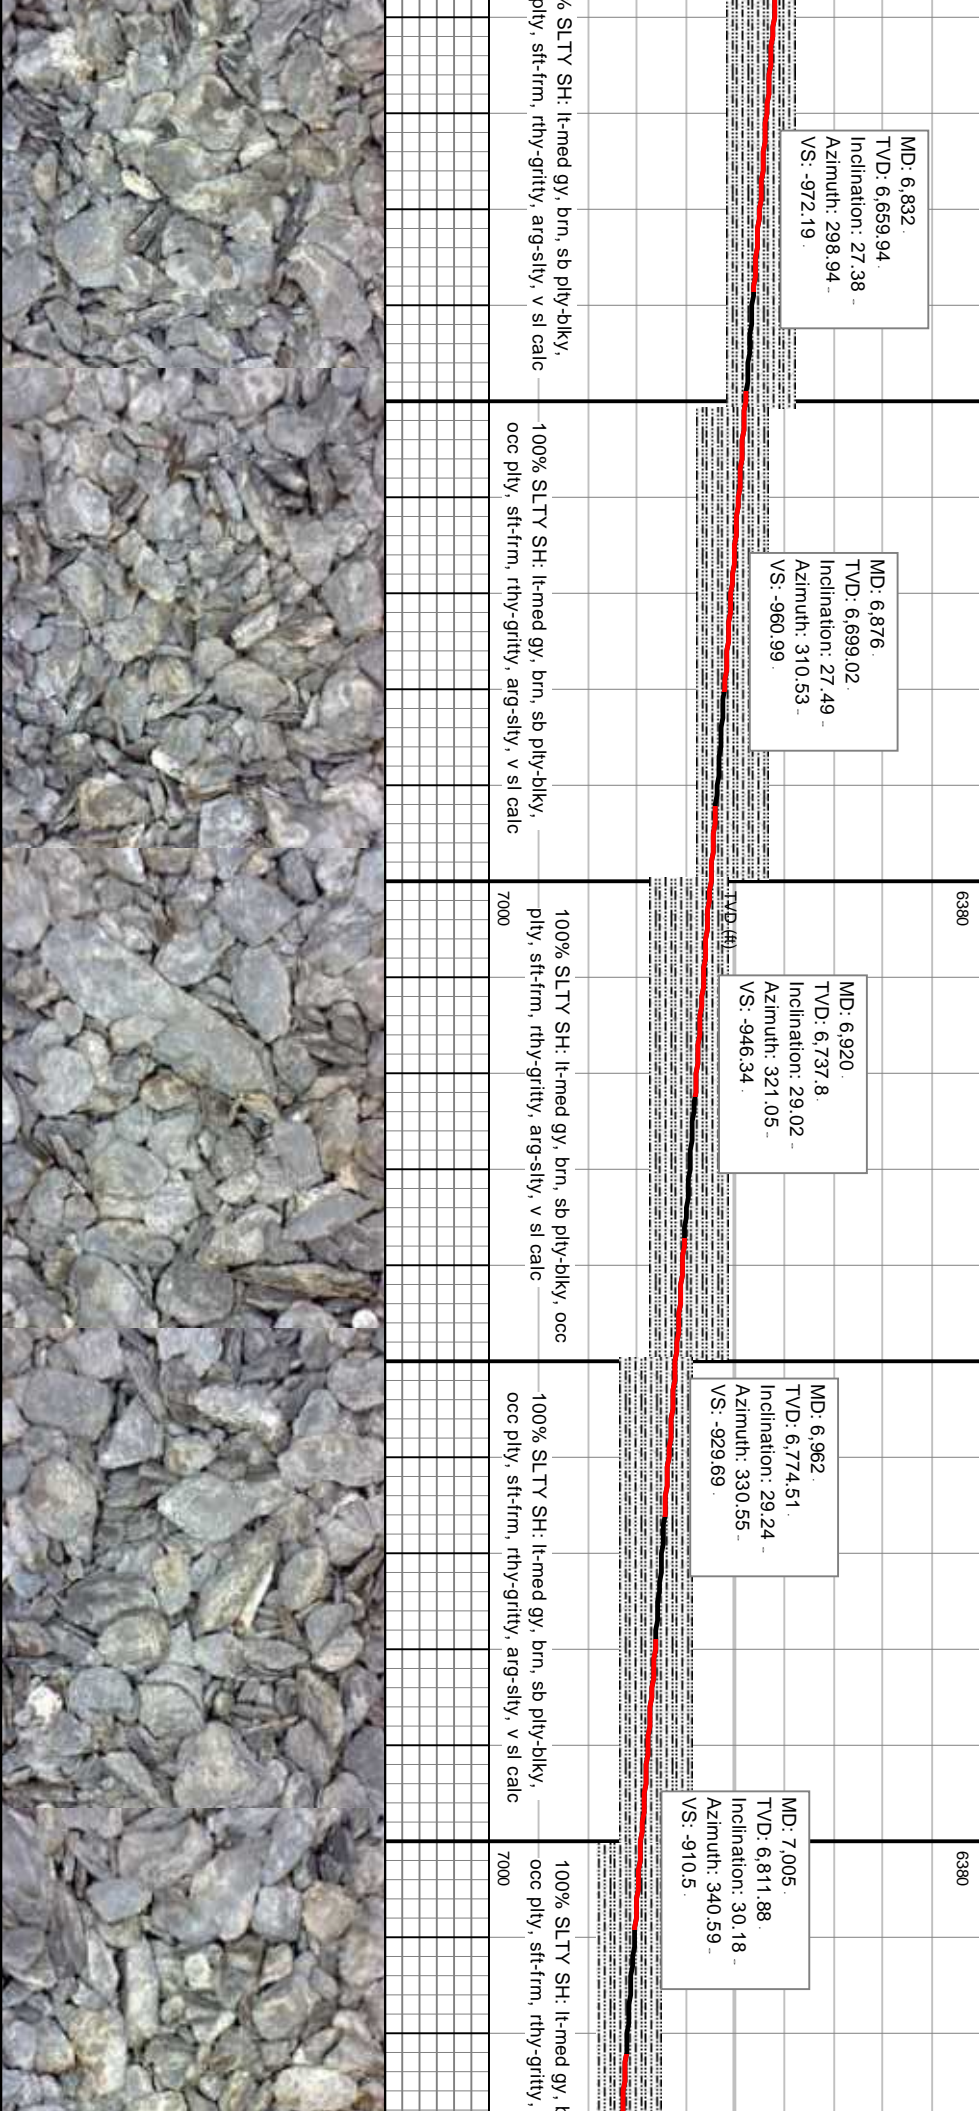 % SLTY SH: lt-med gy, brn, sb plty-blky,
plty, sft-frm, rthy-gritty, arg-slty, v sl calc
MD: 6,832
TVD: 6,659.94
Inclination: 27.38
Azimuth: 298.94
VS: -972.19
100% SLTY SH: lt-med gy, brn, sb plty-blky,
occ plty, sft-frm, rthy-gritty, arg-slty, v sl calc
MD: 6,876
TVD: 6,699.02
Inclination: 27.49
Azimuth: 310.53
VS: -960.99
6380
TVD (ft)
7000
100% SLTY SH: lt-med gy, brn, sb plty-blky, occ
plty, sft-frm, rthy-gritty, arg-slty, v sl calc
MD: 6,920
TVD: 6,737.8
Inclination: 29.02
Azimuth: 321.05
VS: -946.34
100% SLTY SH: lt-med gy, brn, sb plty-blky,
occ plty, sft-frm, rthy-gritty, arg-slty, v sl calc
MD: 6,962
TVD: 6,774.51
Inclination: 29.24
Azimuth: 330.55
VS: -929.69
6380
7000
MD: 7,005
TVD: 6,811.88
Inclination: 30.18
Azimuth: 340.59
VS: -910.5
100% SLTY SH: lt-med gy, b
occ plty, sft-frm, rthy-gritty,